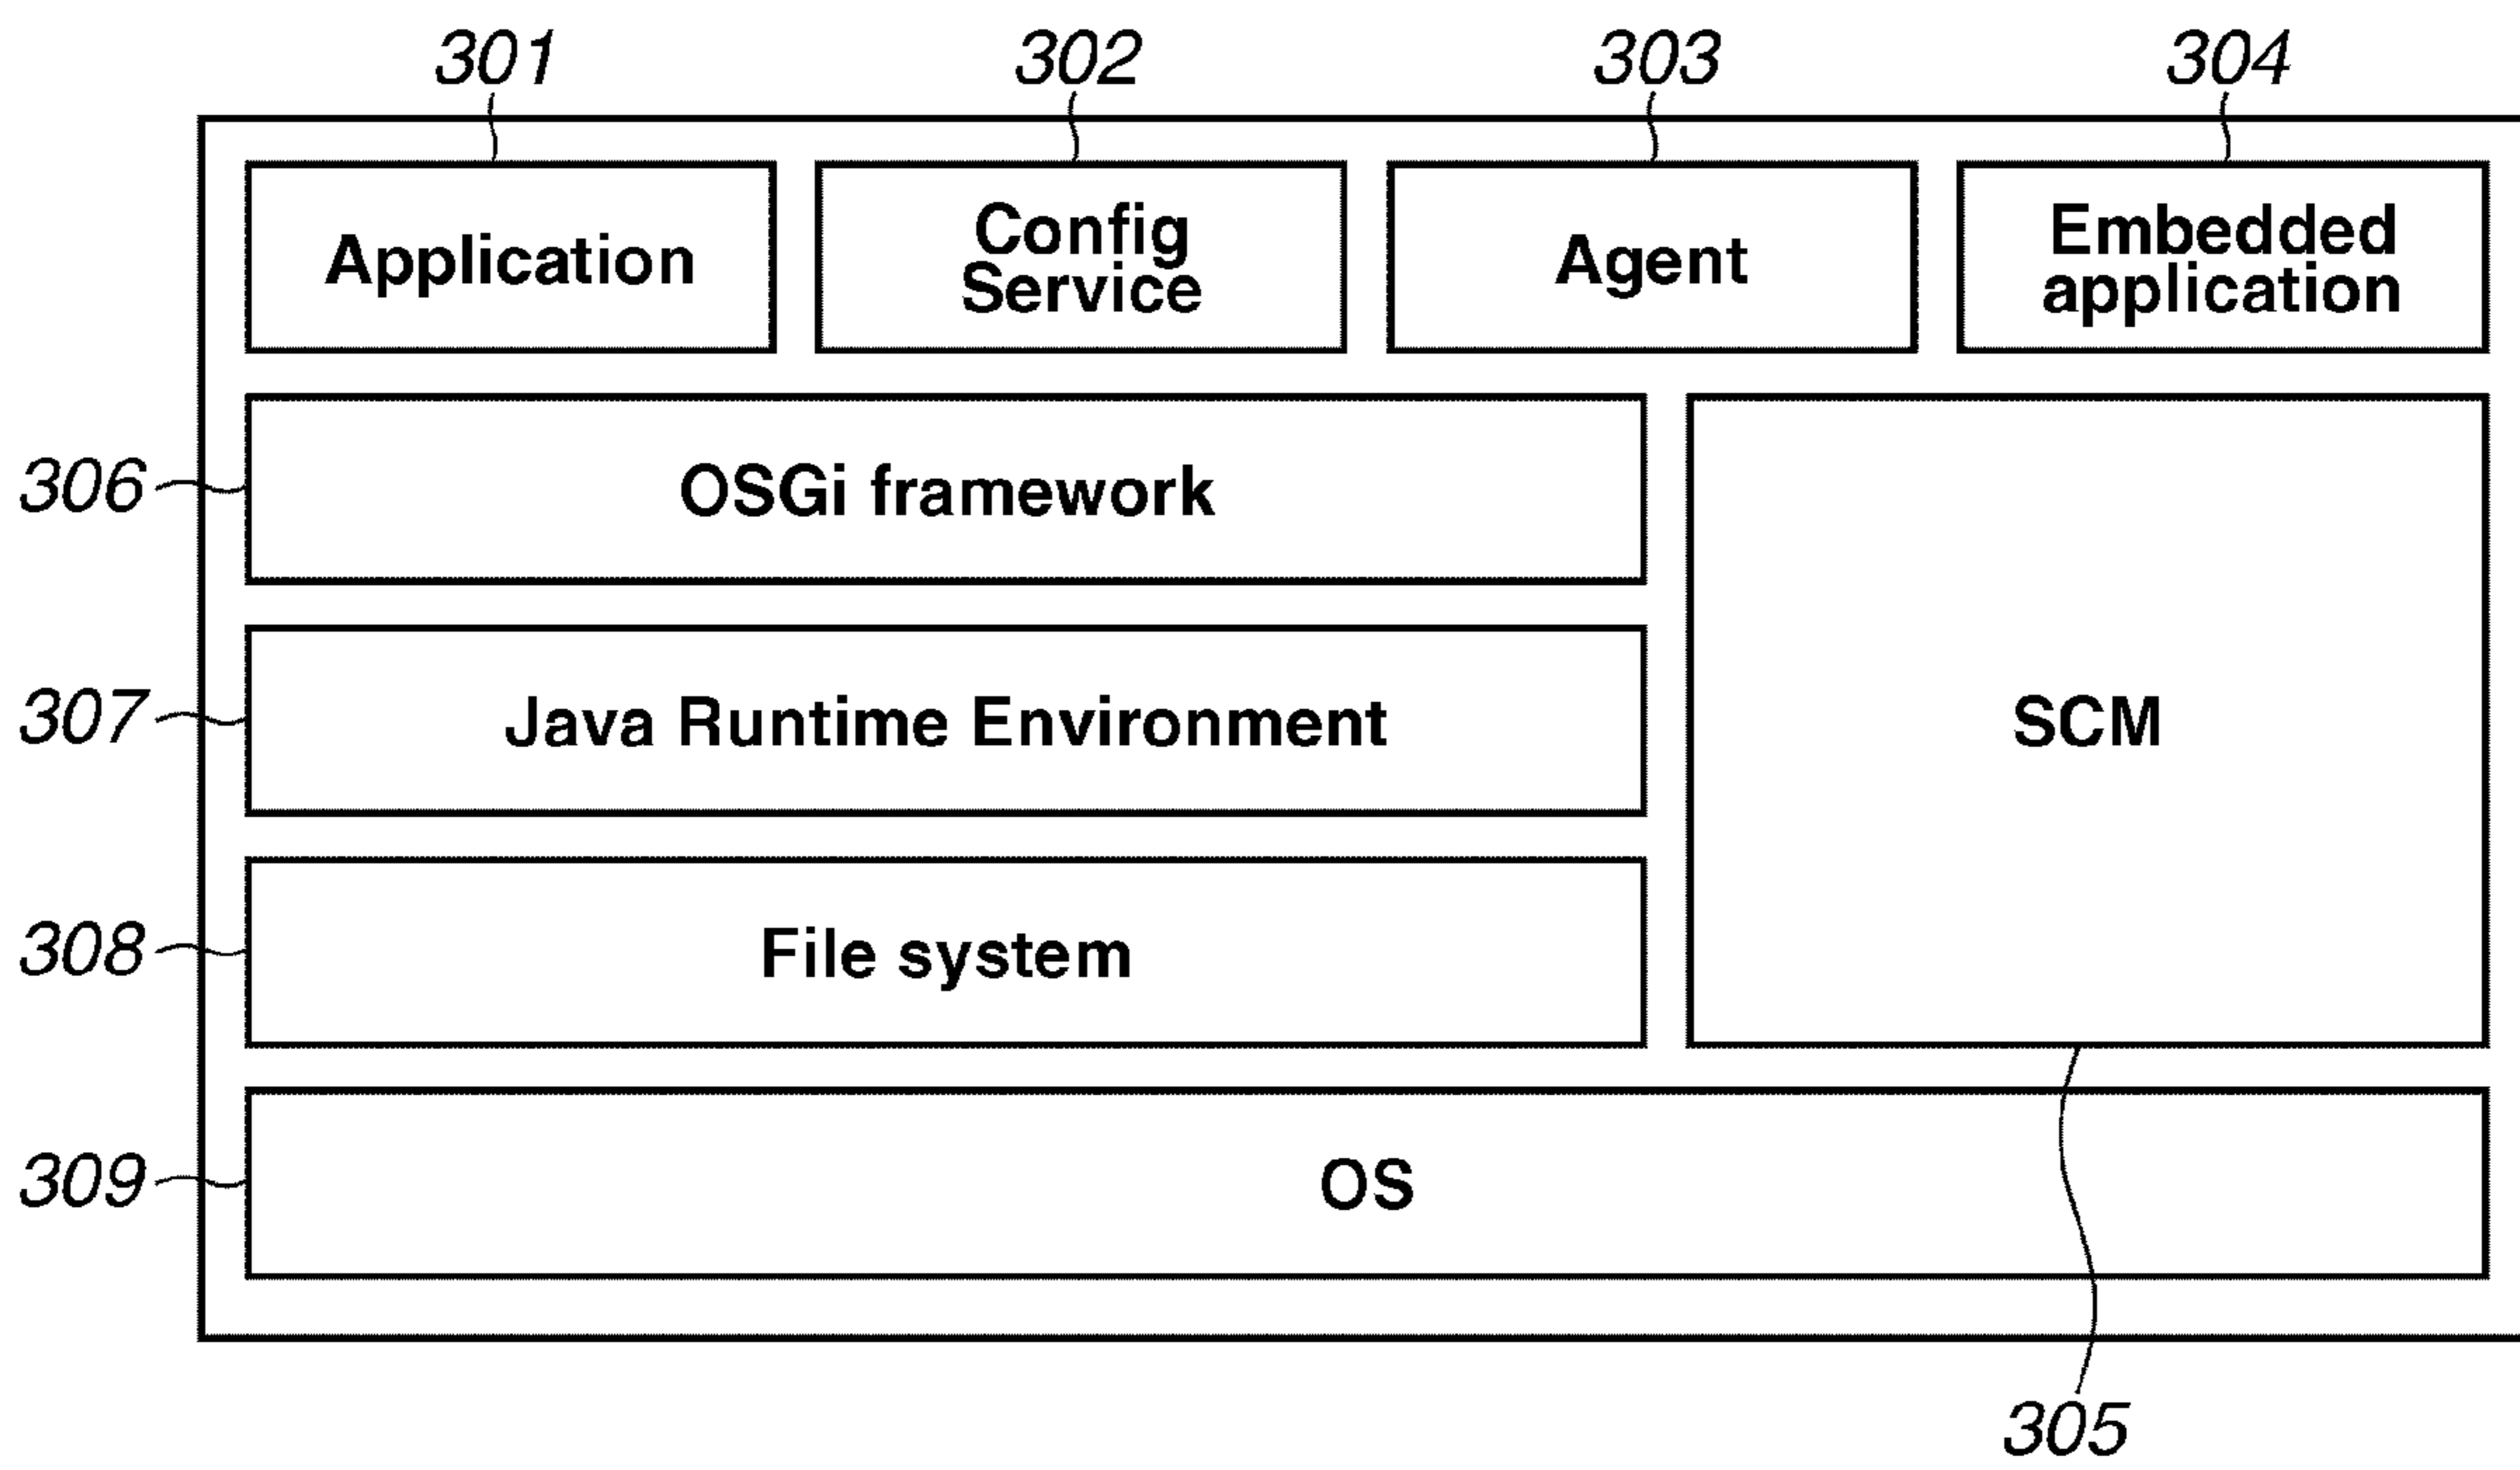 301 302 303 304
Application
Config
Service
Agent
Embedded
application
306
OSGi framework
307
Java Runtime Environment
SCM
308
File system
309
OS
305